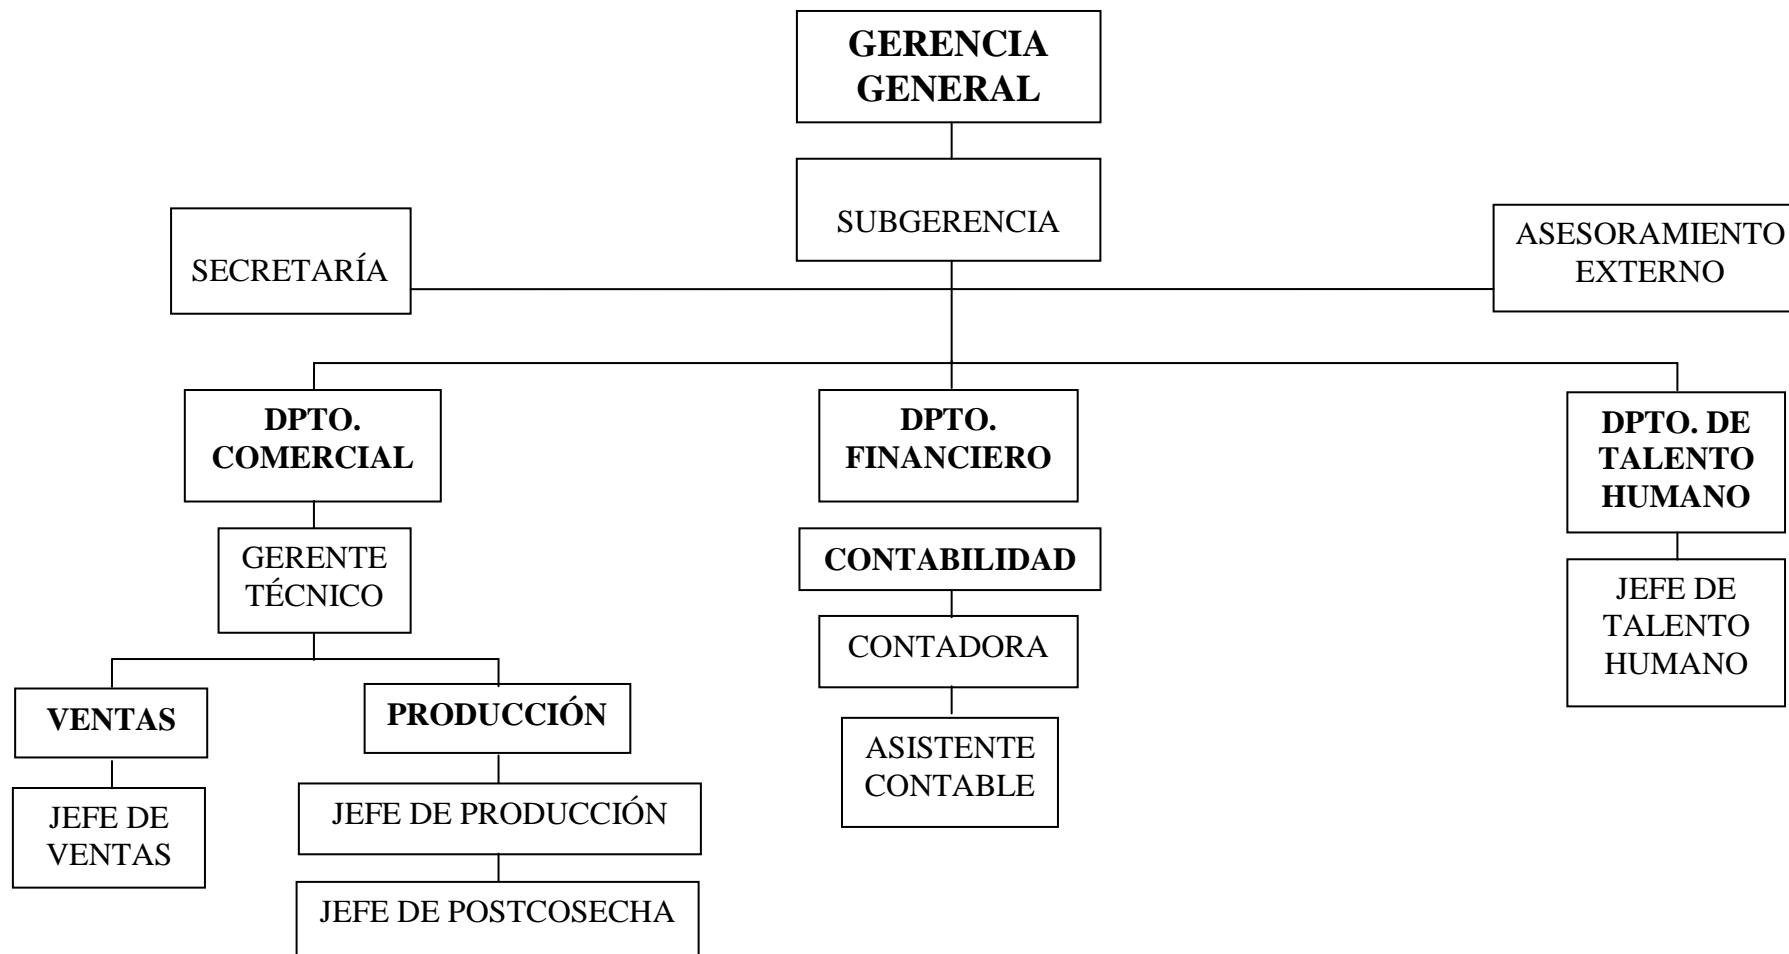 GERENCIA
GENERAL
SUBGERENCIA
SECRETARÍA
ASESORAMIENTO
EXTERNO
DPTO.
COMERCIAL
DPTO.
FINANCIERO
DPTO. DE
TALENTO
HUMANO
GERENTE
TÉCNICO
CONTABILIDAD
JEFE DE
TALENTO
HUMANO
CONTADORA
VENTAS
PRODUCCIÓN
ASISTENTE
CONTABLE
JEFE DE
VENTAS
JEFE DE PRODUCCIÓN
JEFE DE POSTCOSECHA